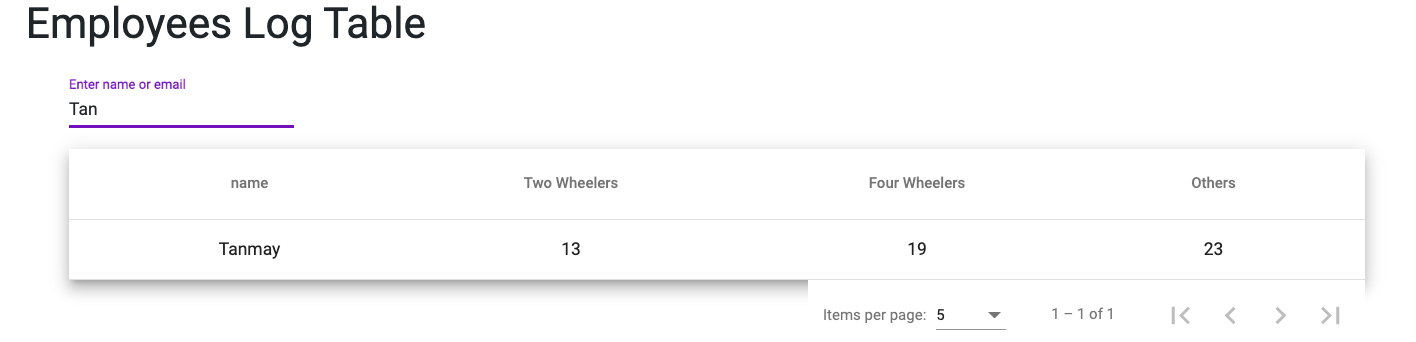 Employees Log Table
Enter name or email
Tan
name Two Wheelers Four Wheelers Others
Tanmay 13 19 23
Items per page: 5 1 – 1 of 1